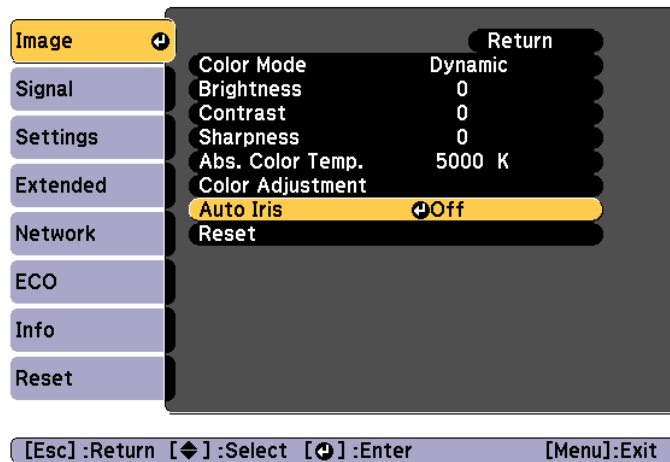 Image
Signal
Settings
Extended
Network
ECO
Info
Reset
Return
Color Mode Dynamic
Brightness 0
Contrast 0
Sharpness 0
Abs. Color Temp. 5000 K
Color Adjustment
Auto Iris Off
Reset
[Esc] :Return [◆] :Select [⏎] :Enter [Menu]:Exit